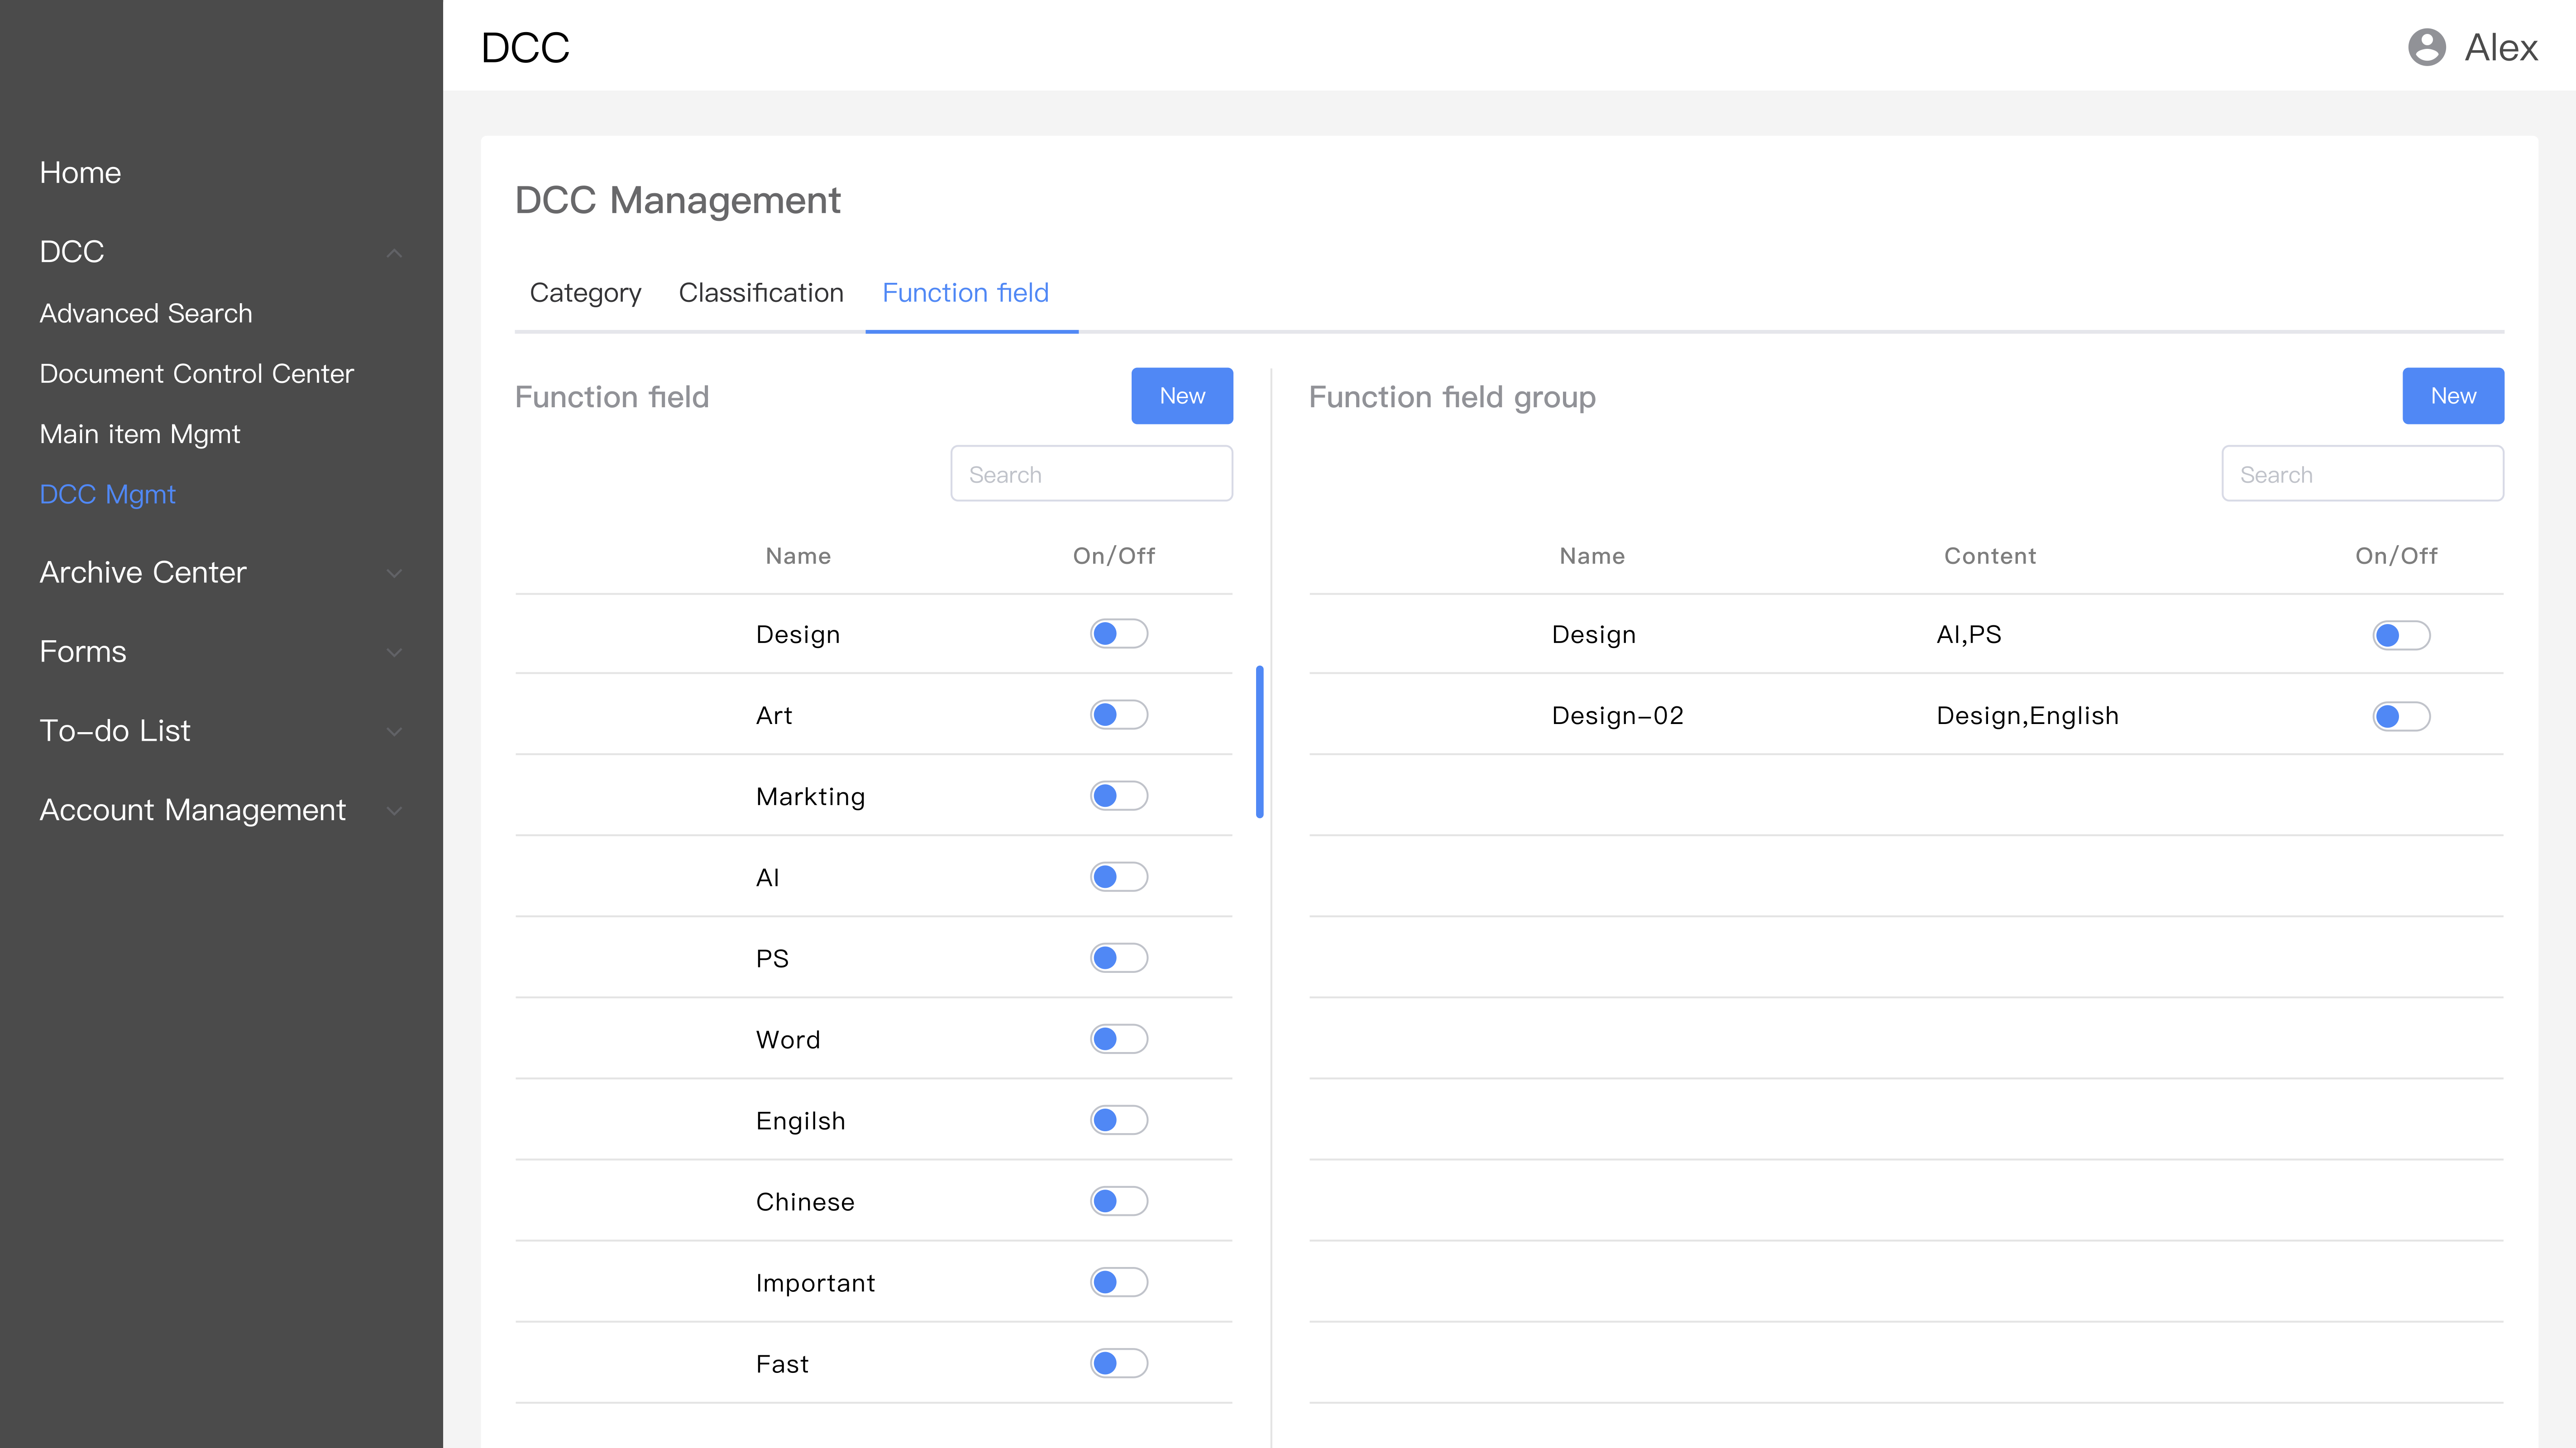 DCC
Alex
Home
DCC
Advanced Search
Document Control Center
Main item Mgmt
DCC Mgmt
Archive Center
Forms
To-do List
Account Management
DCC Management
Category Classification Function field
Function field
New
Search
Name On/Off
Design
Art
Markting
AI
PS
Word
Engilsh
Chinese
Important
Fast
Function field group
New
Search
Name Content On/Off
Design AI,PS
Design-02 Design,English